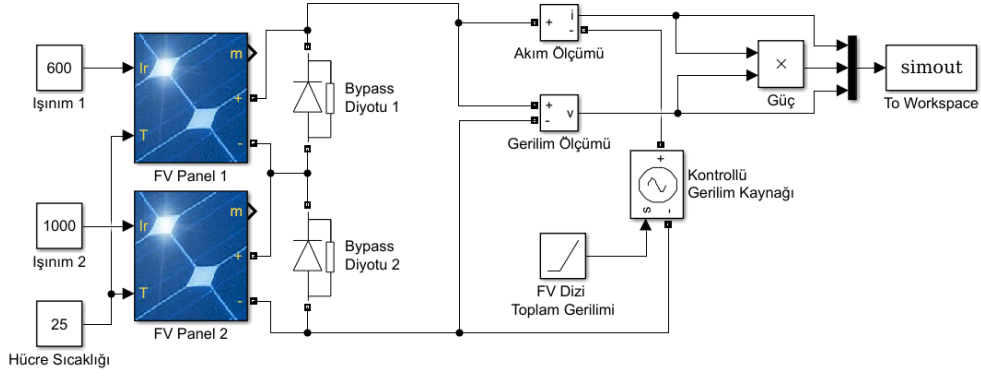 600
Işınım 1
Ir
T
m
+
-
FV Panel 1
Bypass
Diyotu 1
1000
Işınım 2
Ir
T
m
+
-
FV Panel 2
Bypass
Diyotu 2
25
Hücre Sıcaklığı
+
i
-
Akım Ölçümü
+
-
v
Gerilim Ölçümü
×
Güç
simout
To Workspace
+
s
-
Kontrollü
Gerilim Kaynağı
FV Dizi
Toplam Gerilimi